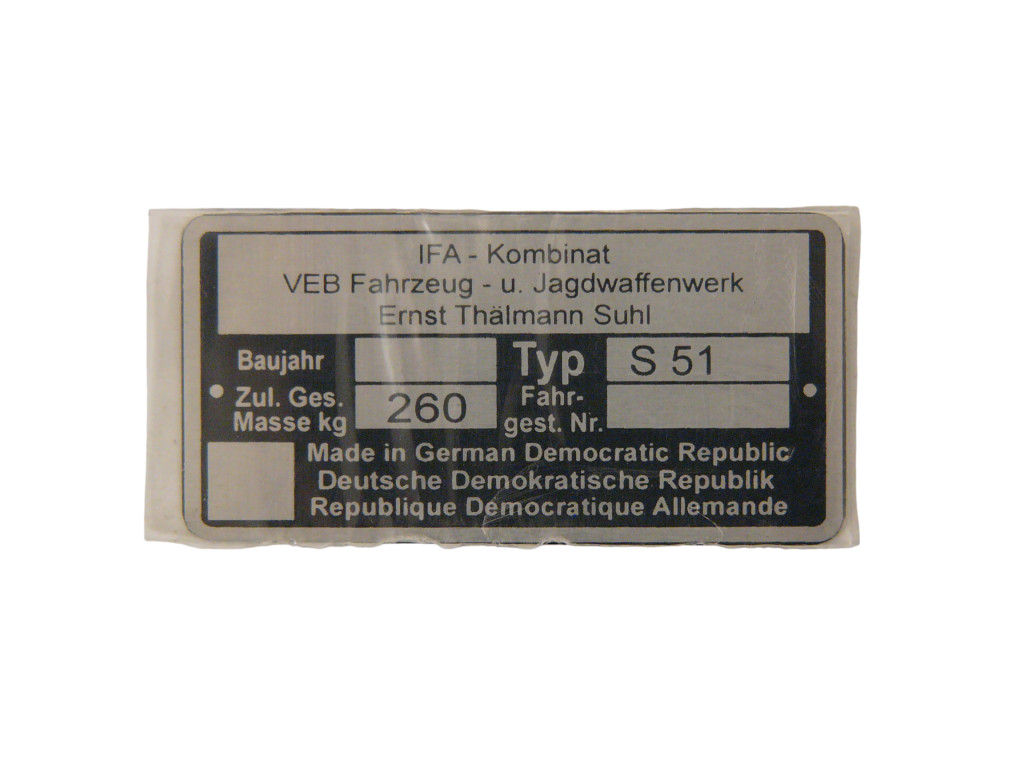 IFA - Kombinat
VEB Fahrzeug - u. Jagdwaffenwerk
Ernst Thälmann Suhl
Baujahr
Typ S 51
Zul. Ges.
Masse kg 260
Fahr-
gest. Nr.
Made in German Democratic Republic
Deutsche Demokratische Republik
Republique Democratique Allemande